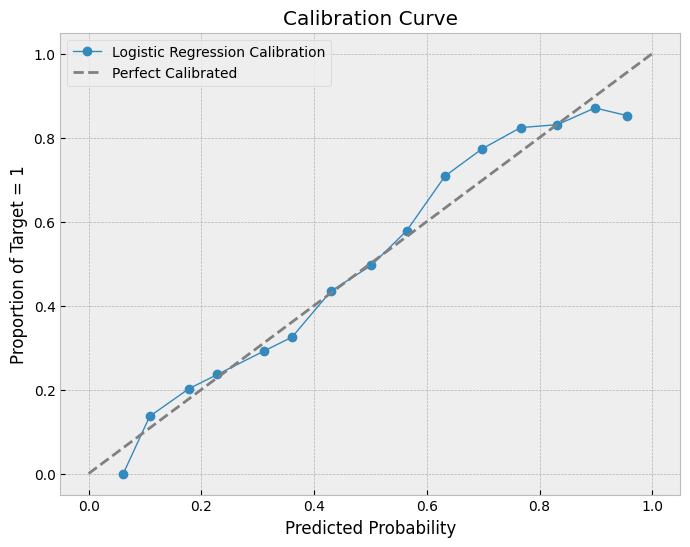 Calibration Curve
Logistic Regression Calibration
Perfect Calibrated
1.0
0.8
0.6
0.4
0.2
0.0
Proportion of Target = 1
0.0 0.2 0.4 0.6 0.8 1.0
Predicted Probability